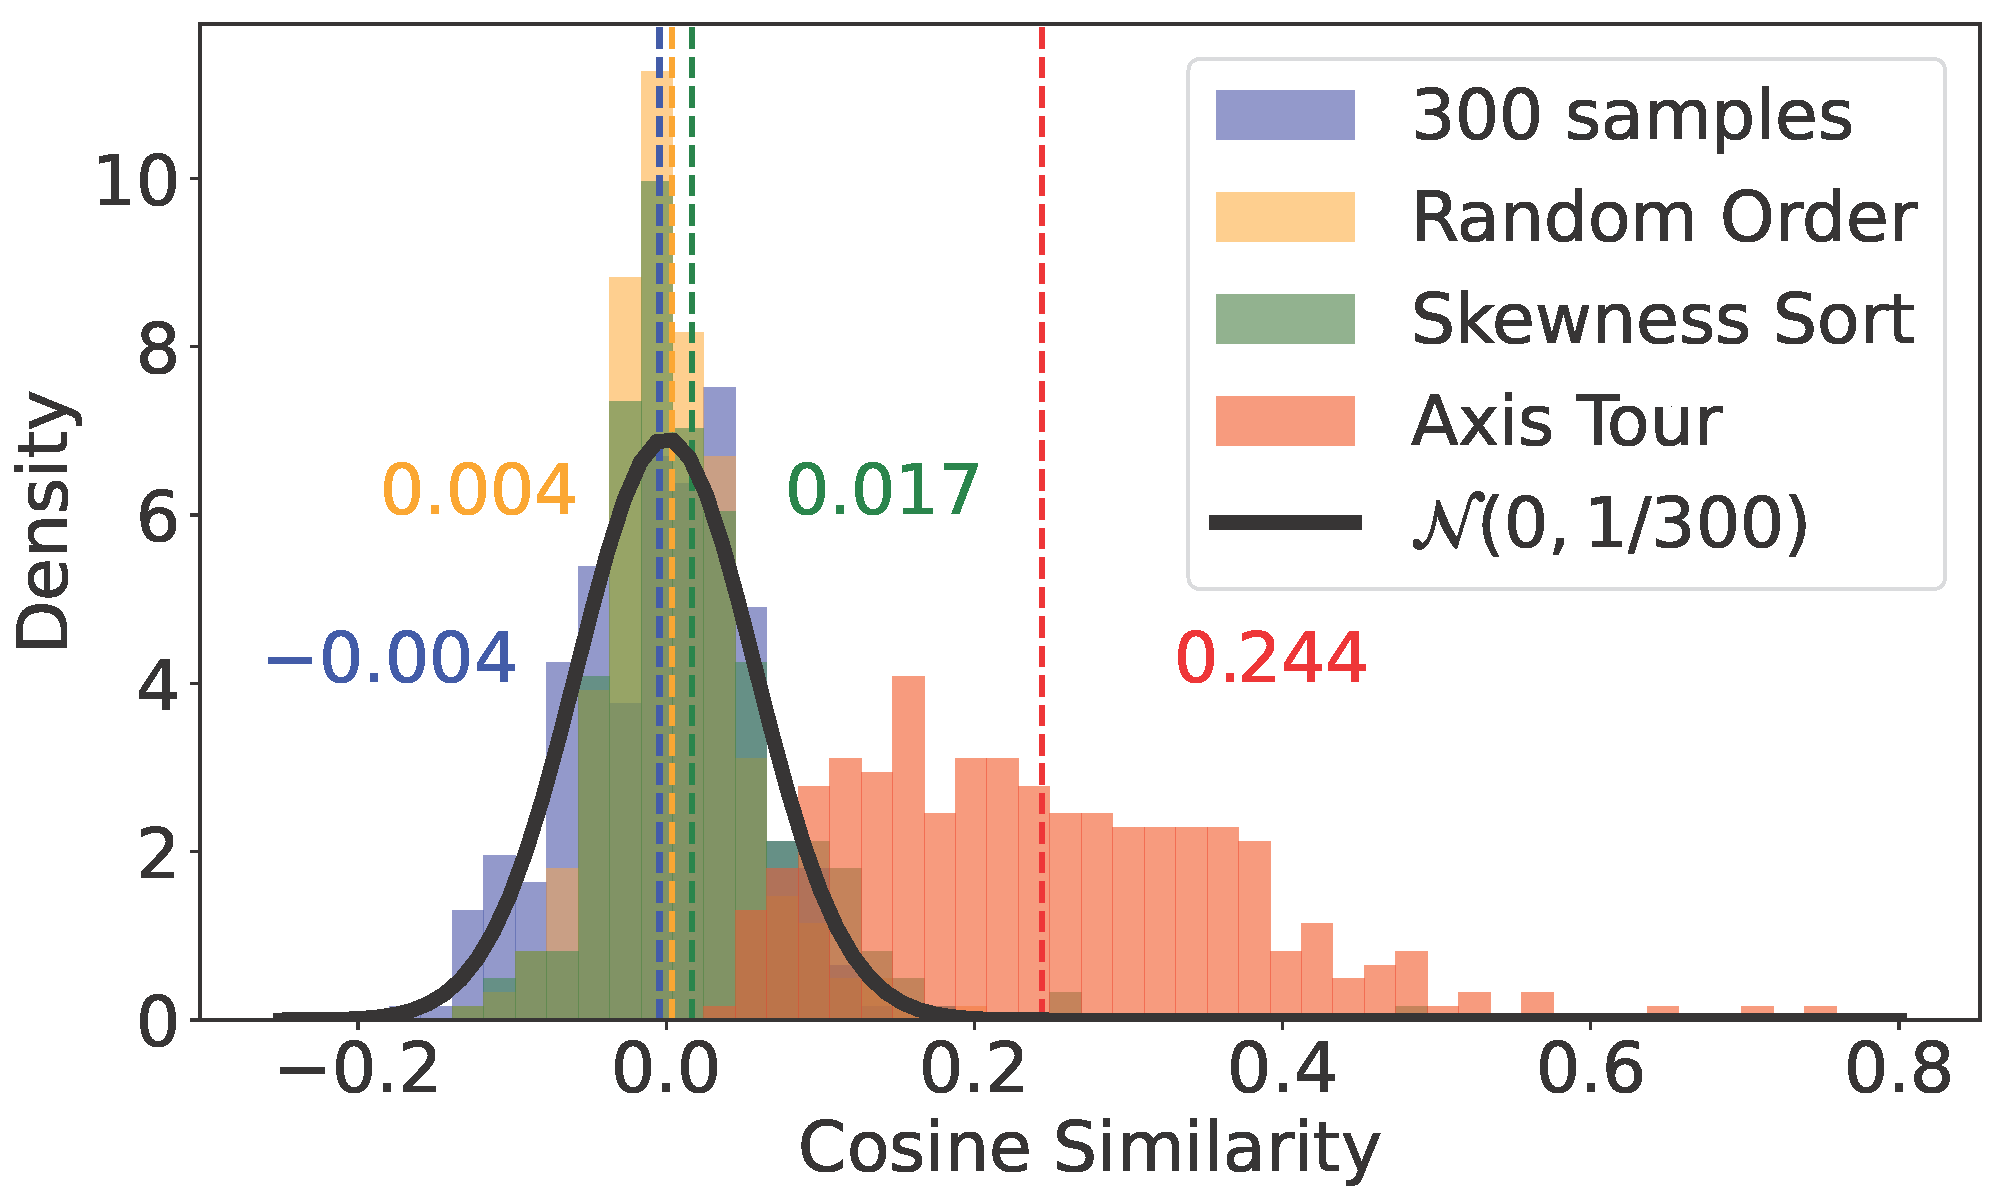 Density
10
8
6
4
2
0
−0.2
0.0
0.2
0.4
0.6
0.8
Cosine Similarity
0.004
0.017
−0.004
0.244
300 samples
Random Order
Skewness Sort
Axis Tour
𝒩(0, 1/300)